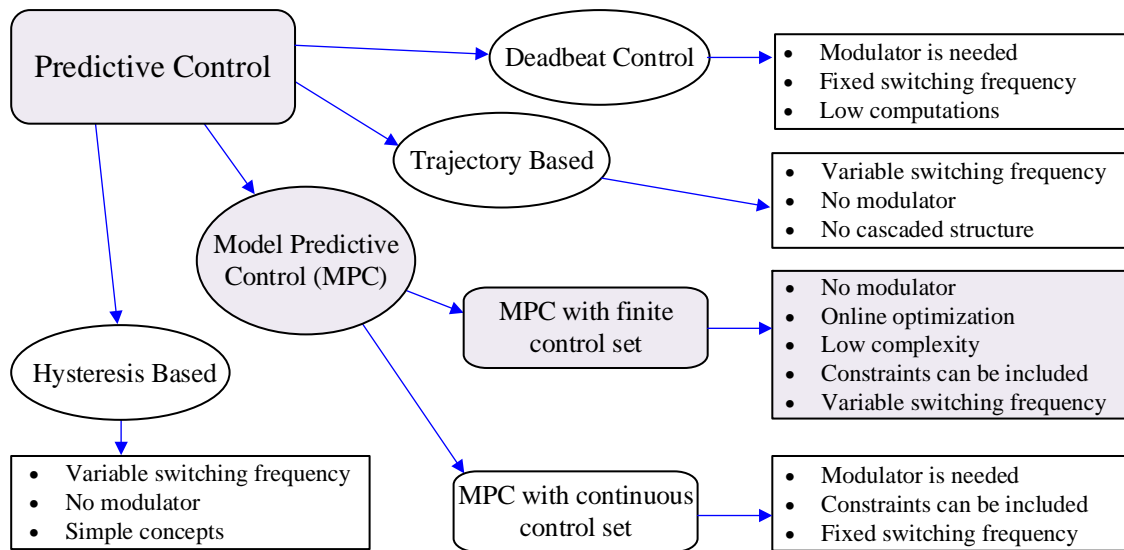 Predictive Control
Deadbeat Control
• Modulator is needed
• Fixed switching frequency
• Low computations
Trajectory Based
• Variable switching frequency
• No modulator
• No cascaded structure
Model Predictive
Control (MPC)
MPC with finite
control set
• No modulator
• Online optimization
• Low complexity
• Constraints can be included
• Variable switching frequency
Hysteresis Based
• Variable switching frequency
• No modulator
• Simple concepts
MPC with continuous
control set
• Modulator is needed
• Constraints can be included
• Fixed switching frequency